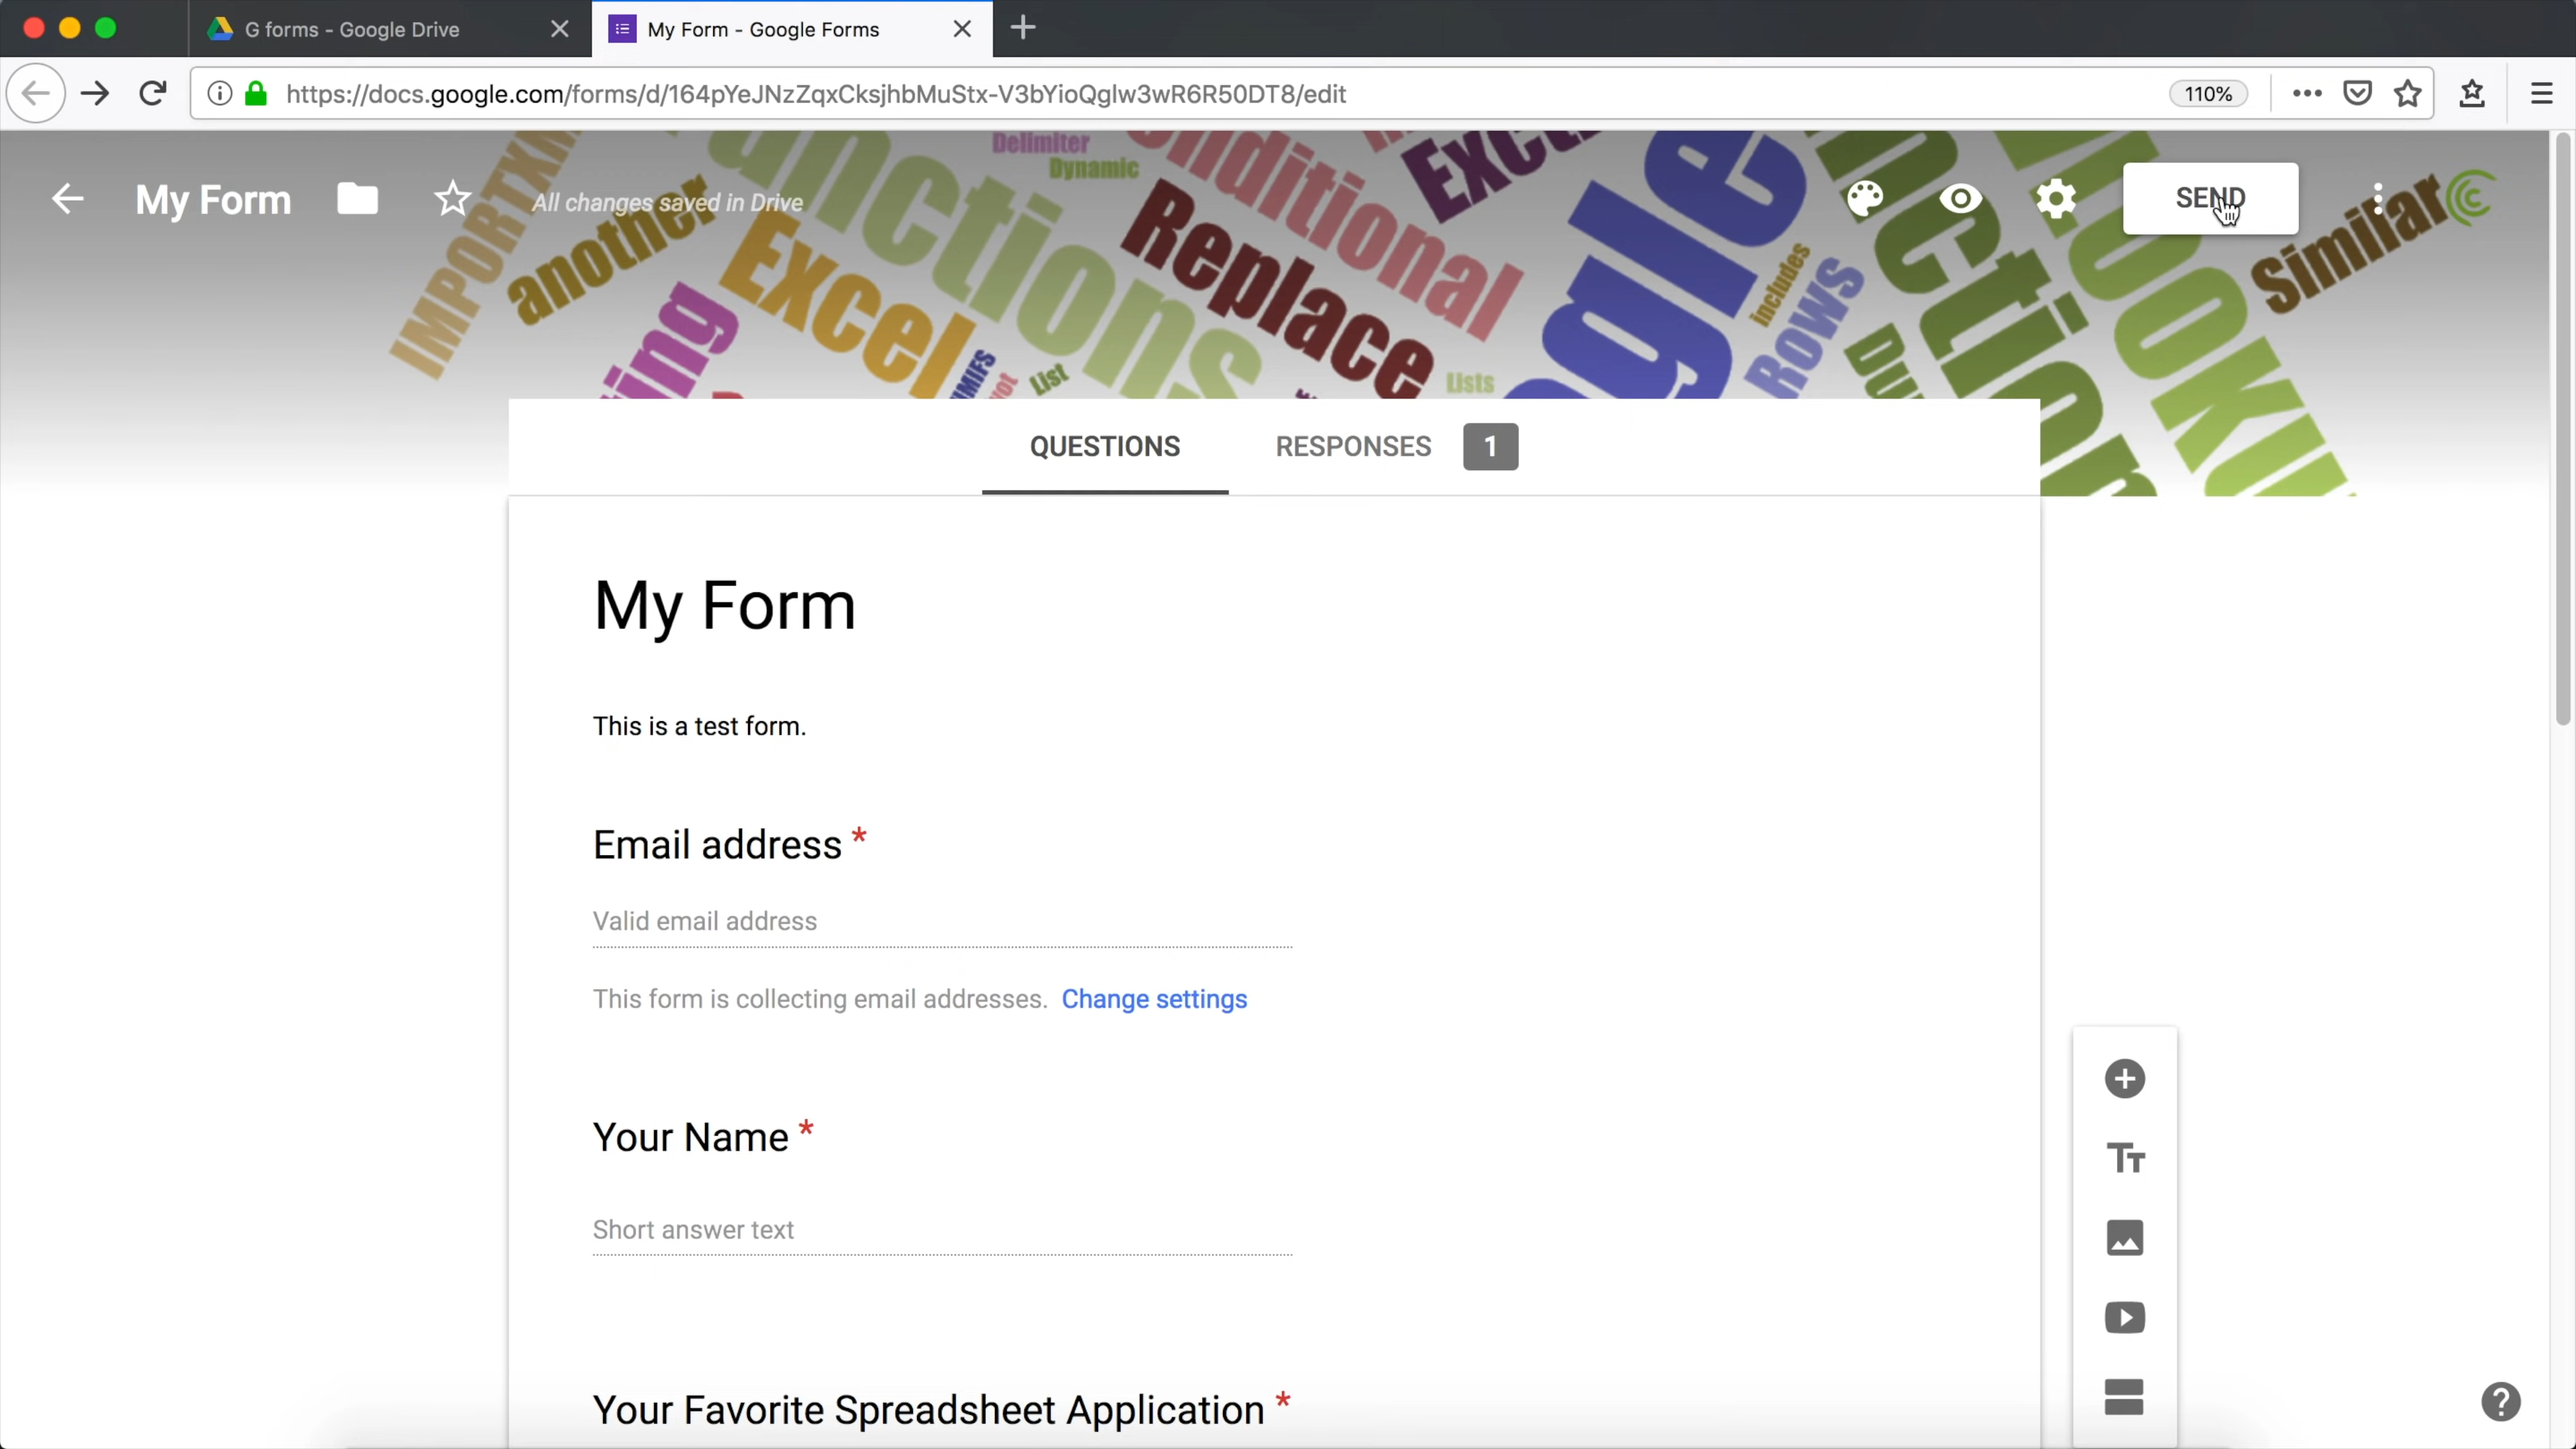 G forms - Google Drive
My Form - Google Forms
https://docs.google.com/forms/d/164pYeJNzZqxCksjhbMuStx-V3bYioQglw3wR6R50DT8/edit
110%
My Form
All changes saved in Drive
SEND
Delimiter
Dynamic
another
Excel
Replace
List
Lists
includes
Rows
Similar
QUESTIONS
RESPONSES 1
My Form
This is a test form.
Email address *
Valid email address
This form is collecting email addresses. Change settings
Your Name *
Short answer text
Your Favorite Spreadsheet Application *